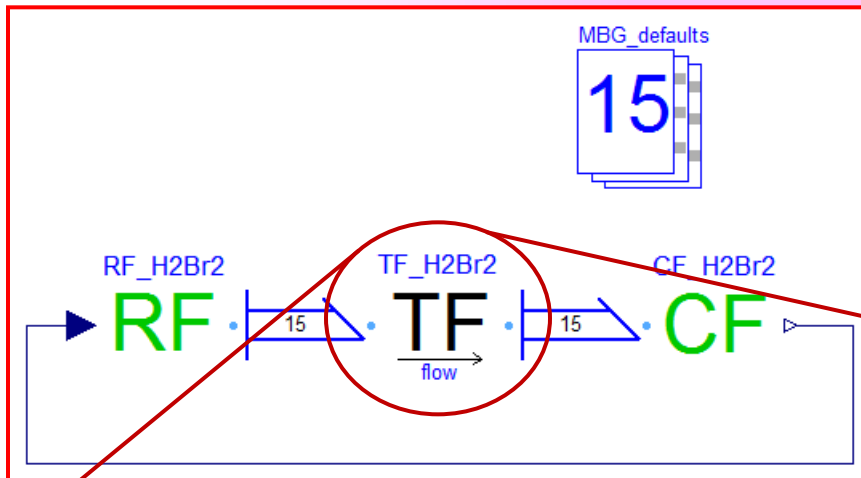 MBG_defaults
15
RF_H2Br2
TF_H2Br2
CF_H2Br2
RF
15
TF
15
CF
flow